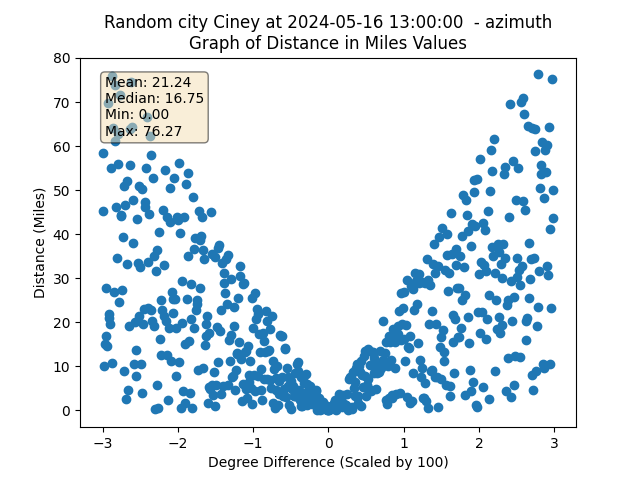 Random city Ciney at 2024-05-16 13:00:00 - azimuth
Graph of Distance in Miles Values
Mean: 21.24
Median: 16.75
Min: 0.00
Max: 76.27
80
70
60
50
40
30
20
10
0
Distance (Miles)
−3 −2 −1 0 1 2 3
Degree Difference (Scaled by 100)